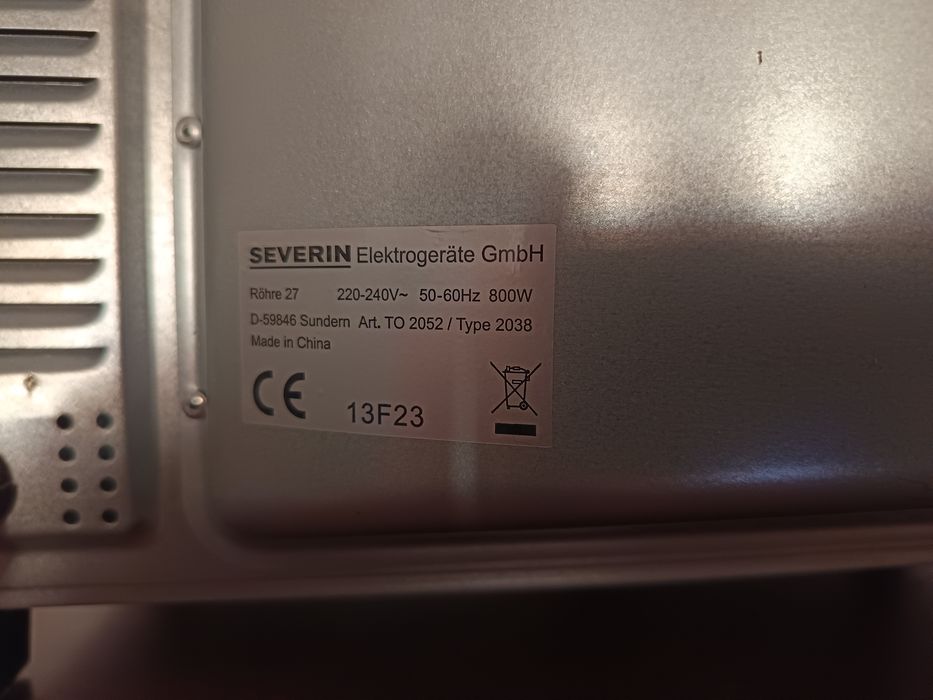 SEVERIN Elektrogeräte GmbH
Röhre 27 220-240V~ 50-60Hz 800W
D-59846 Sundern Art. TO 2052 / Type 2038
Made in China
CE 13F23